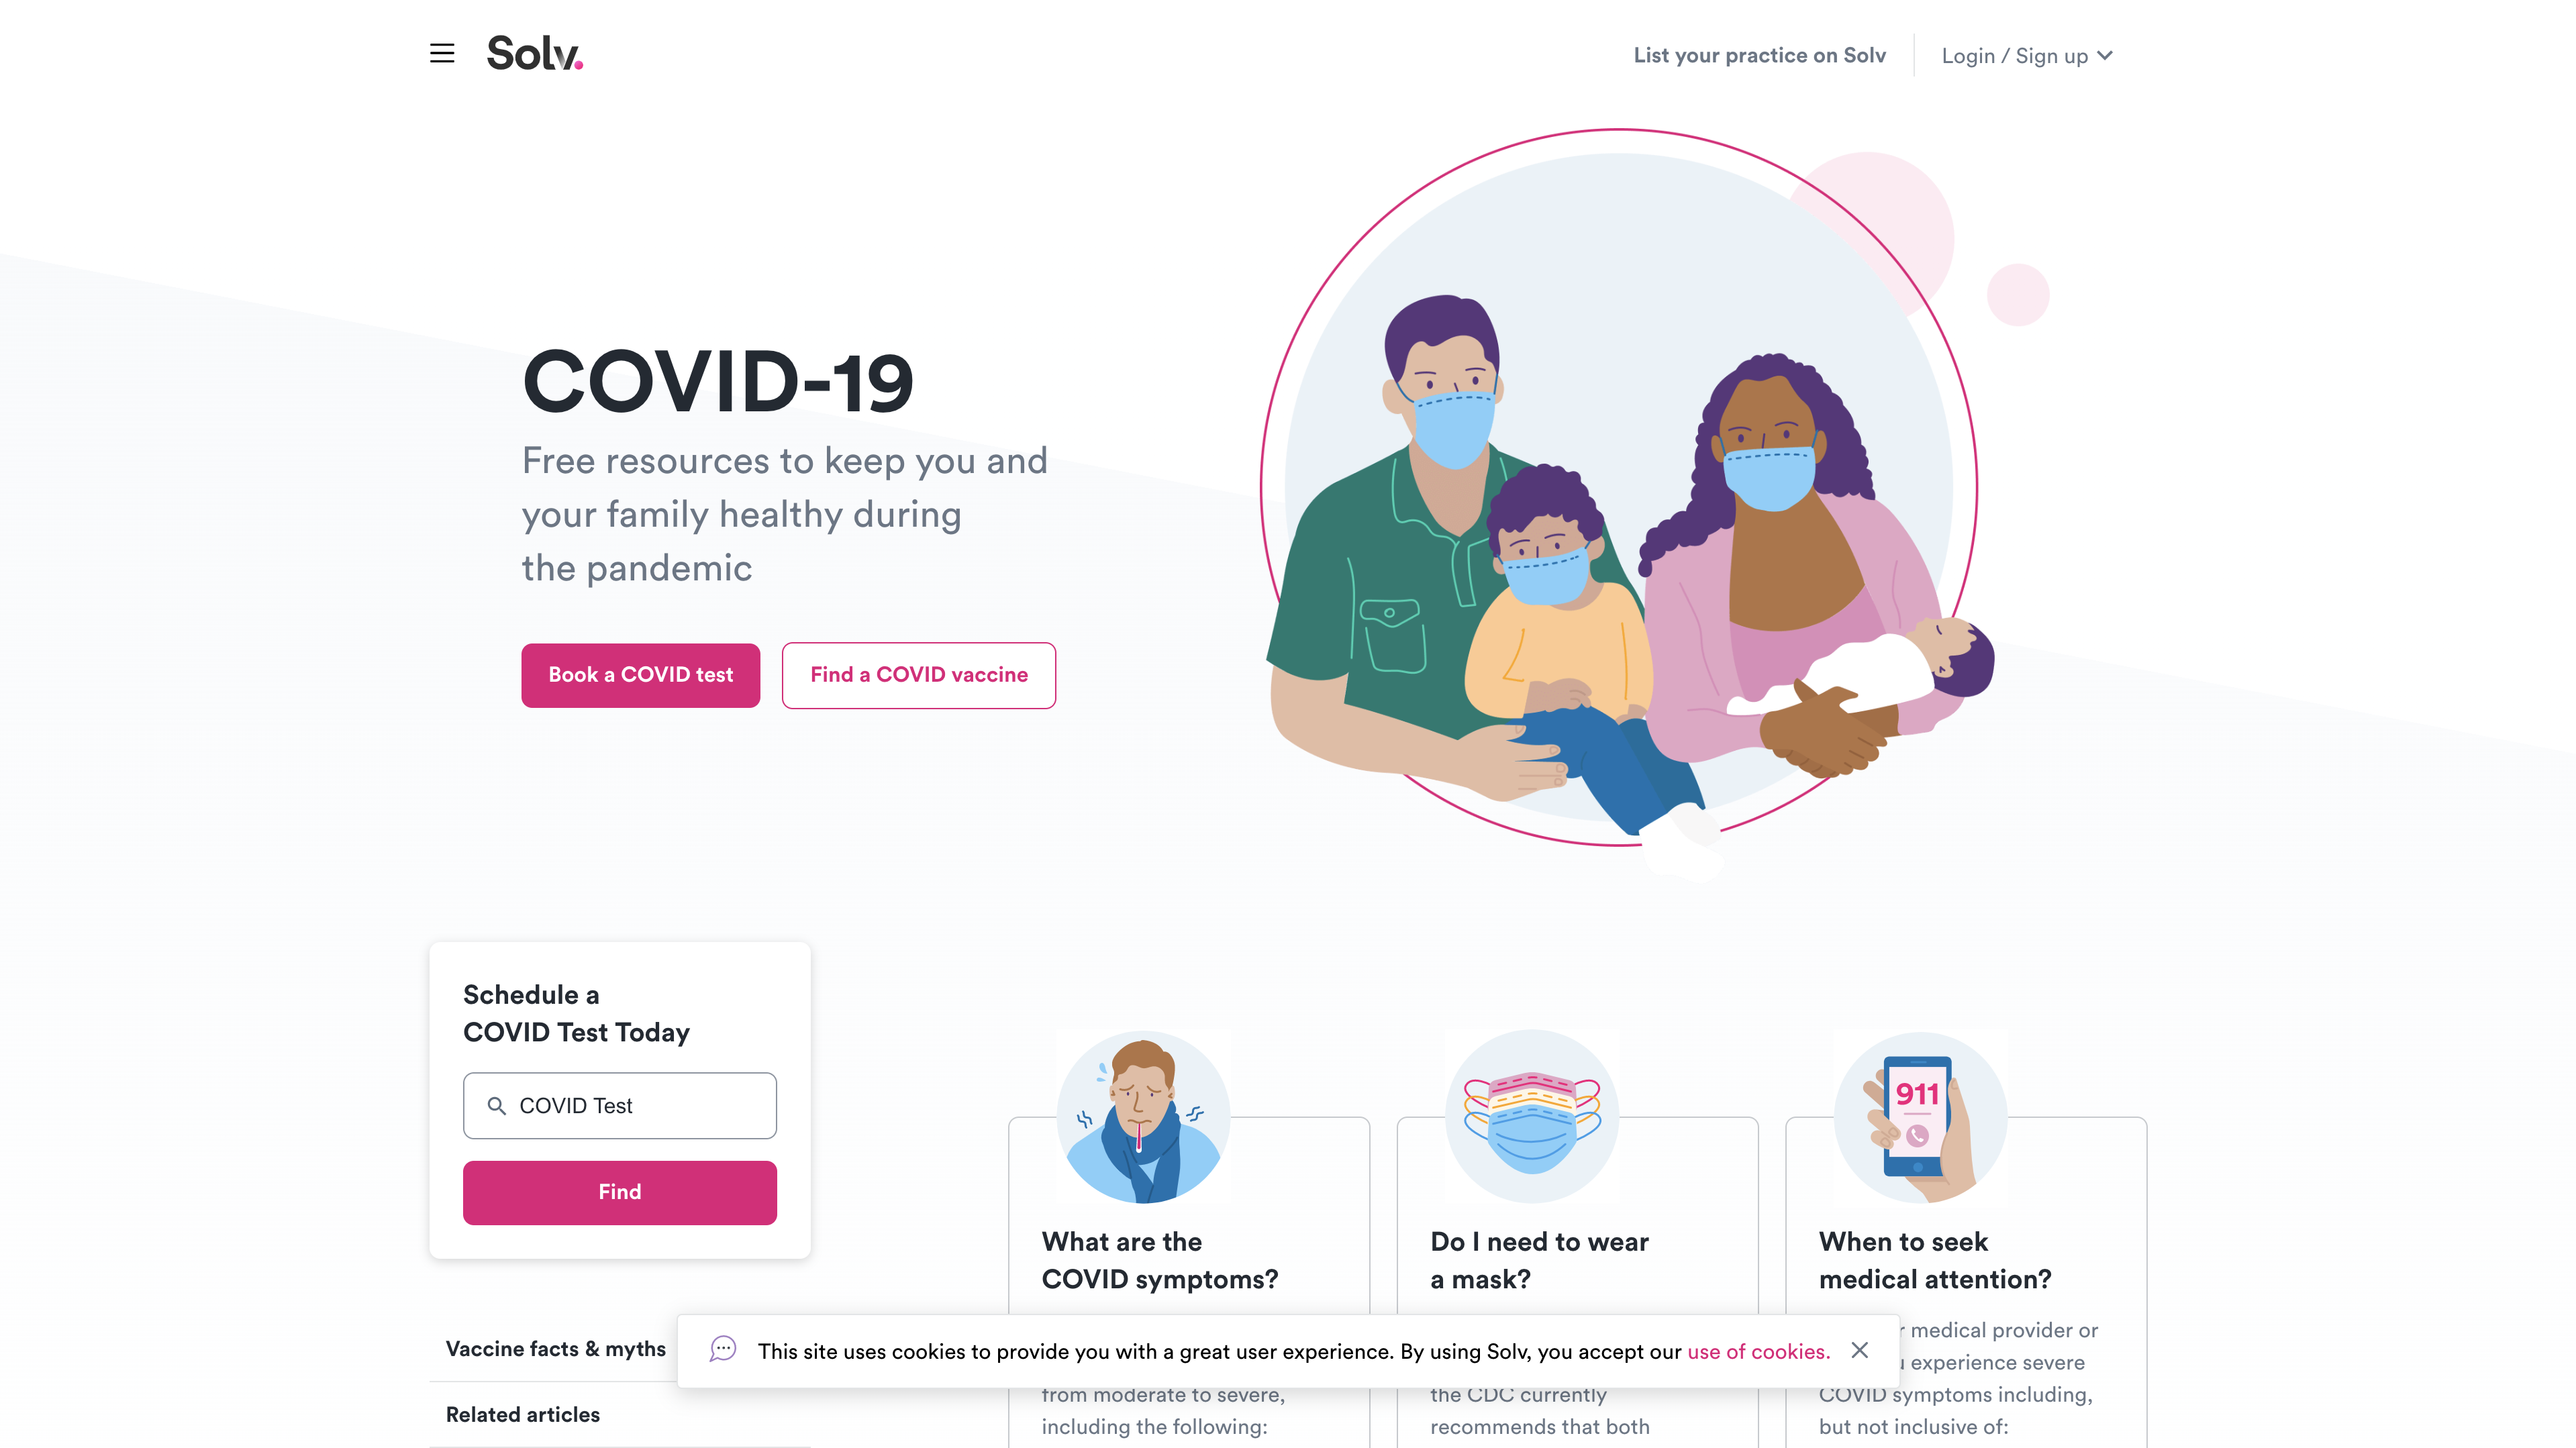 Solv.
List your practice on Solv
Login / Sign up
COVID-19
Free resources to keep you and
your family healthy during
the pandemic
Book a COVID test
Find a COVID vaccine
Schedule a
COVID Test Today
COVID Test
Find
Vaccine facts & myths
Related articles
911
What are the
COVID symptoms?
from moderate to severe,
including the following:
Do I need to wear
a mask?
the CDC currently
recommends that both
When to seek
medical attention?
medical provider or
experience severe
COVID symptoms including,
but not inclusive of:
This site uses cookies to provide you with a great user experience. By using Solv, you accept our use of cookies.